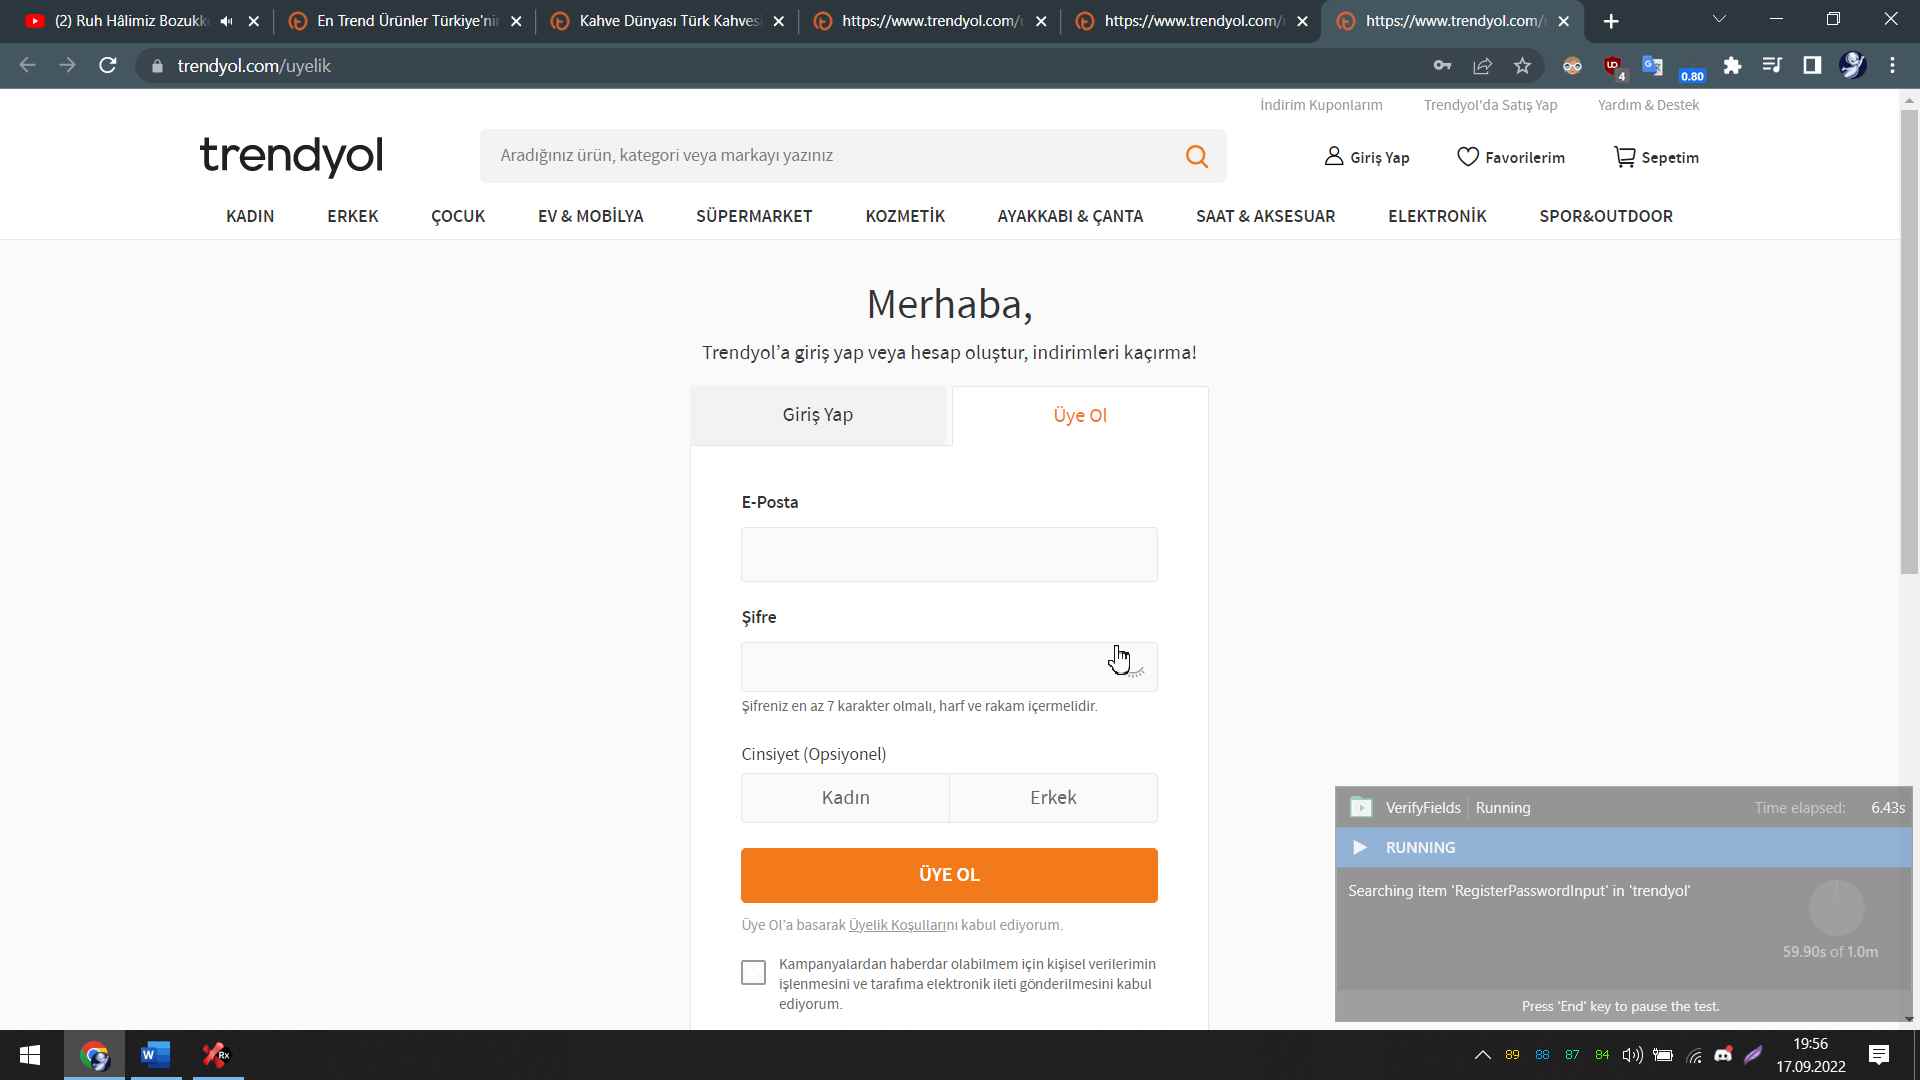 (2) Ruh Hâlimiz Bozukk
En Trend Ürünler Türkiye'nin
Kahve Dünyası Türk Kahvesi
https://www.trendyol.com/u
https://www.trendyol.com/
https://www.trendyol.com/
trendyol.com/uyelik
4
0.80
İndirim Kuponlarım
Trendyol'da Satış Yap
Yardım & Destek
trendyol
Aradığınız ürün, kategori veya markayı yazınız
Giriş Yap
Favorilerim
Sepetim
KADIN
ERKEK
ÇOCUK
EV & MOBİLYA
SÜPERMARKET
KOZMETİK
AYAKKABI & ÇANTA
SAAT & AKSESUAR
ELEKTRONİK
SPOR&OUTDOOR
Merhaba,
Trendyol’a giriş yap veya hesap oluştur, indirimleri kaçırma!
Giriş Yap
Üye Ol
E-Posta
Şifre
Şifreniz en az 7 karakter olmalı, harf ve rakam içermelidir.
Cinsiyet (Opsiyonel)
Kadın
Erkek
ÜYE OL
Üye Ol’a basarak Üyelik Koşullarını kabul ediyorum.
Kampanyalardan haberdar olabilmem için kişisel verilerimin
işlenmesini ve tarafıma elektronik ileti gönderilmesini kabul
ediyorum.
VerifyFields
Running
Time elapsed:
6.43s
RUNNING
Searching item 'RegisterPasswordInput' in 'trendyol'
59.90s of 1.0m
Press 'End' key to pause the test.
W
Rx
89
86
87
84
19:56
17.09.2022